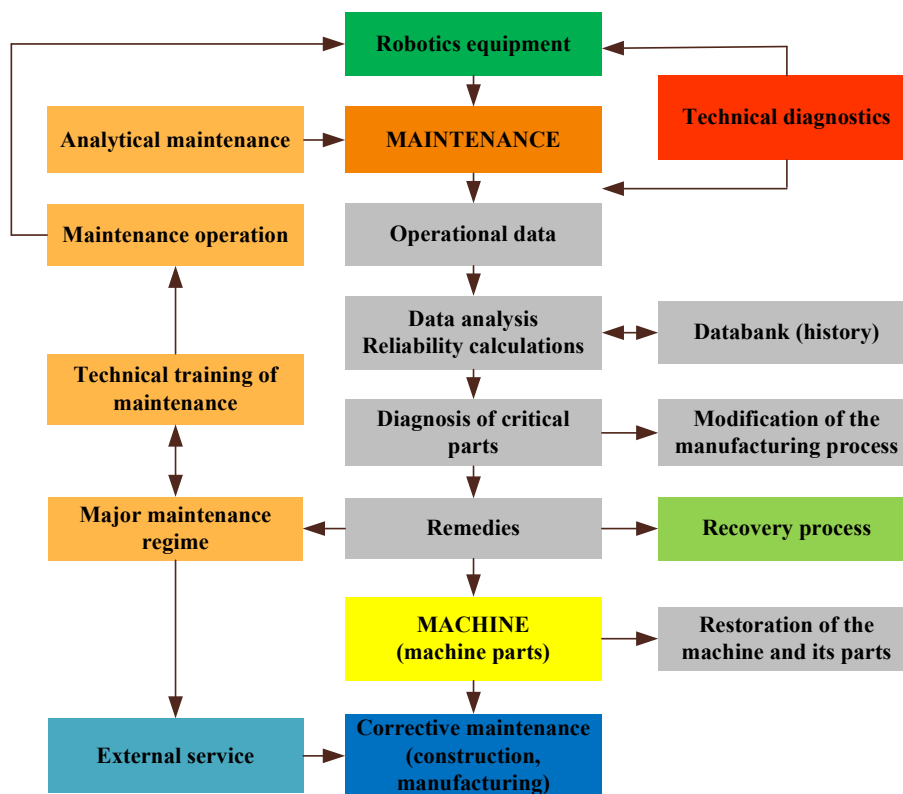 Robotics equipment
Technical diagnostics
Analytical maintenance
MAINTENANCE
Maintenance operation
Operational data
Data analysis
Reliability calculations
Databank (history)
Technical training of
maintenance
Diagnosis of critical
parts
Modification of the
manufacturing process
Major maintenance
regime
Remedies
Recovery process
MACHINE
(machine parts)
Restoration of the
machine and its parts
External service
Corrective maintenance
(construction,
manufacturing)